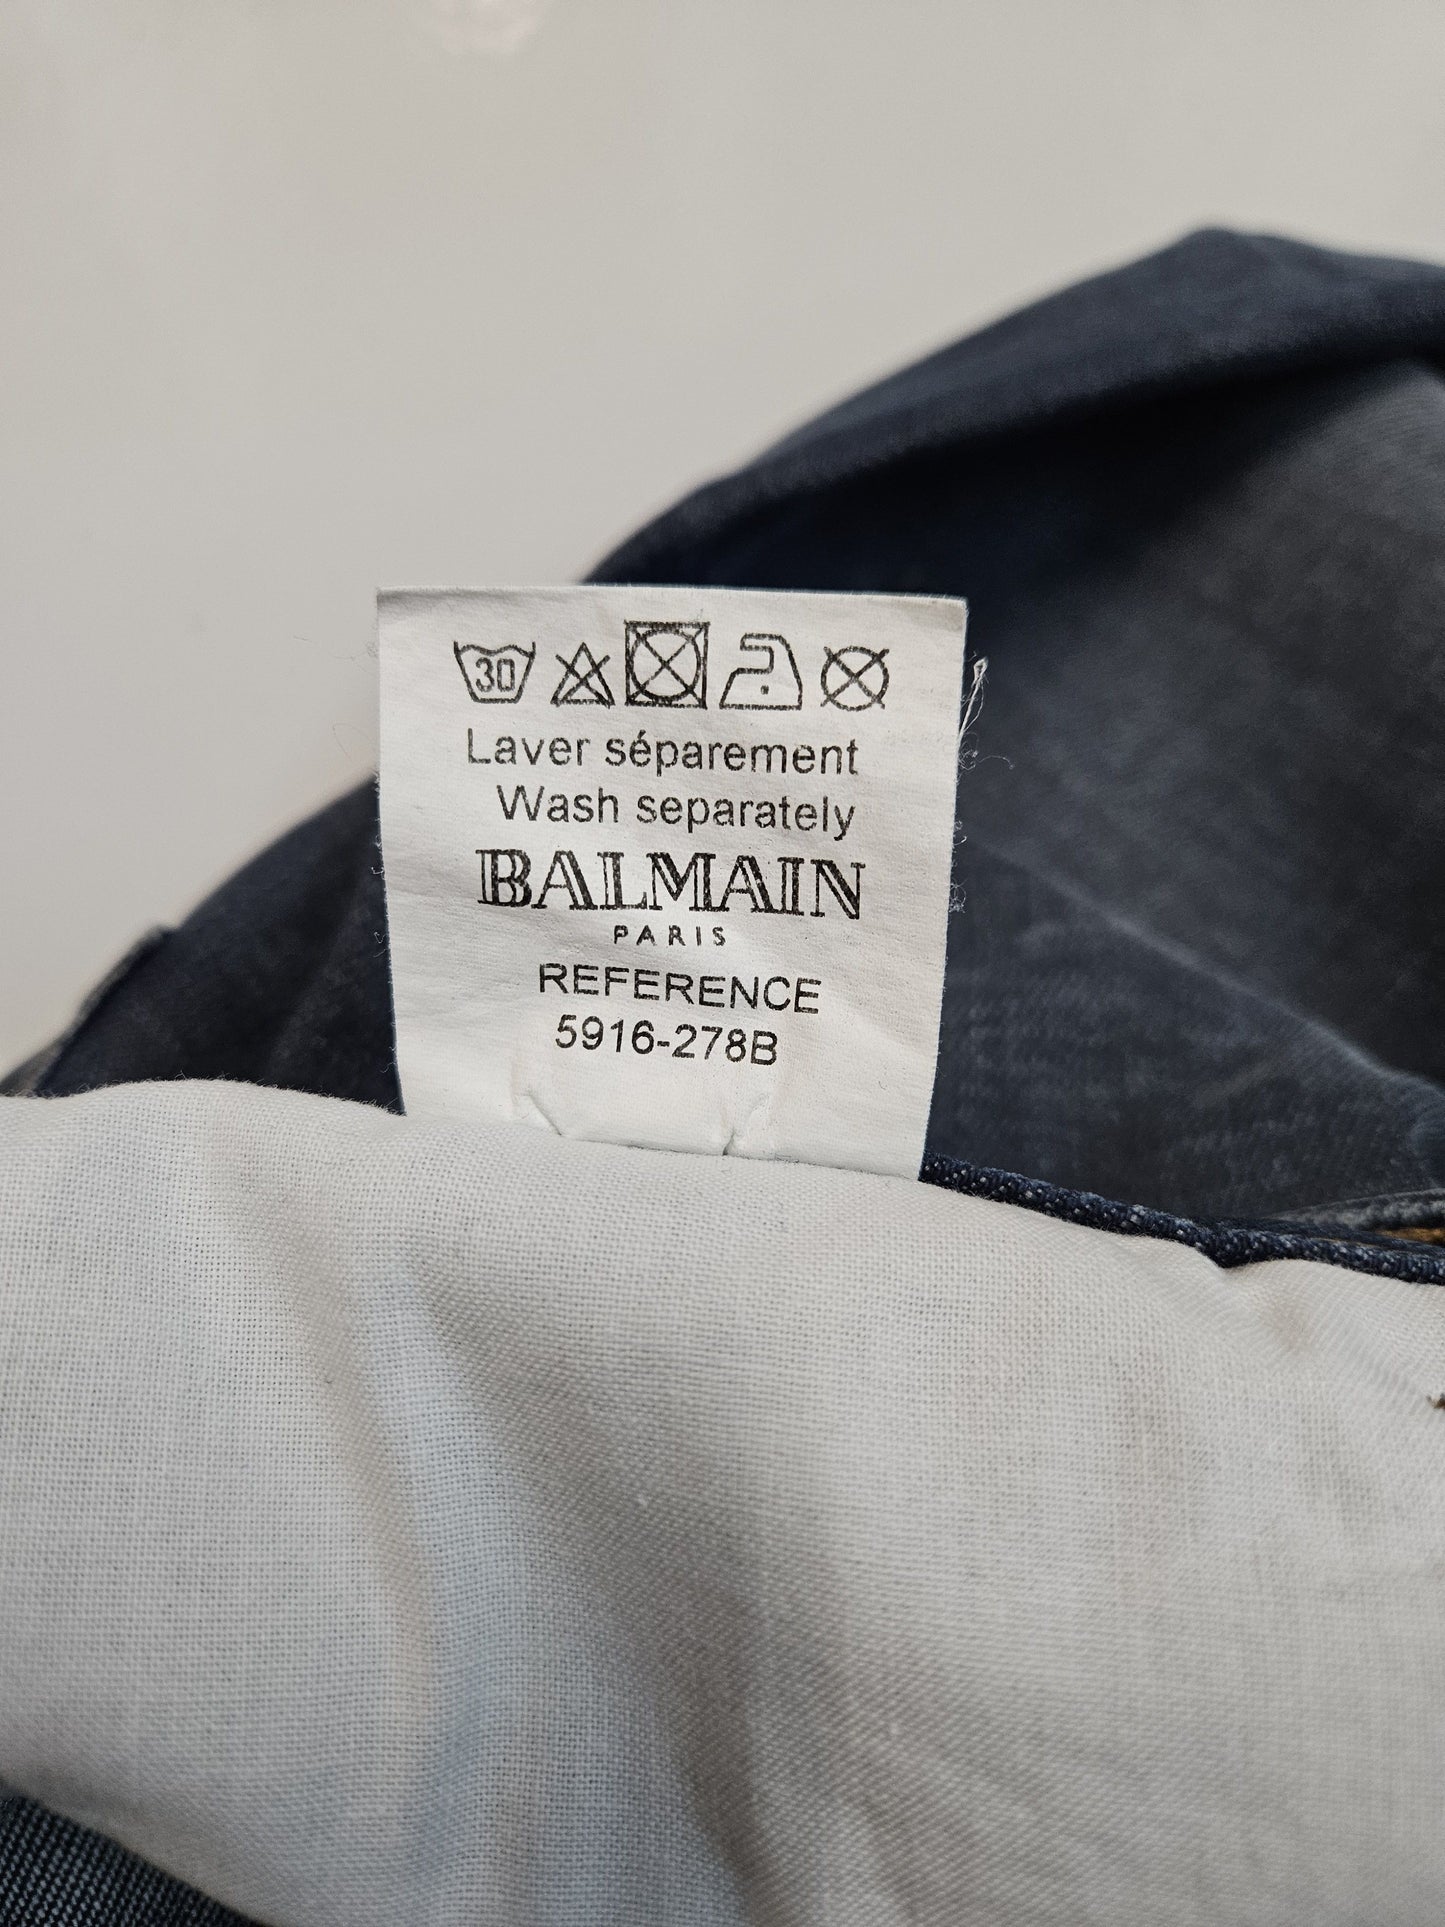 30
Laver séparement
Wash separately
BALMAIN
PARIS
REFERENCE
5916-278B